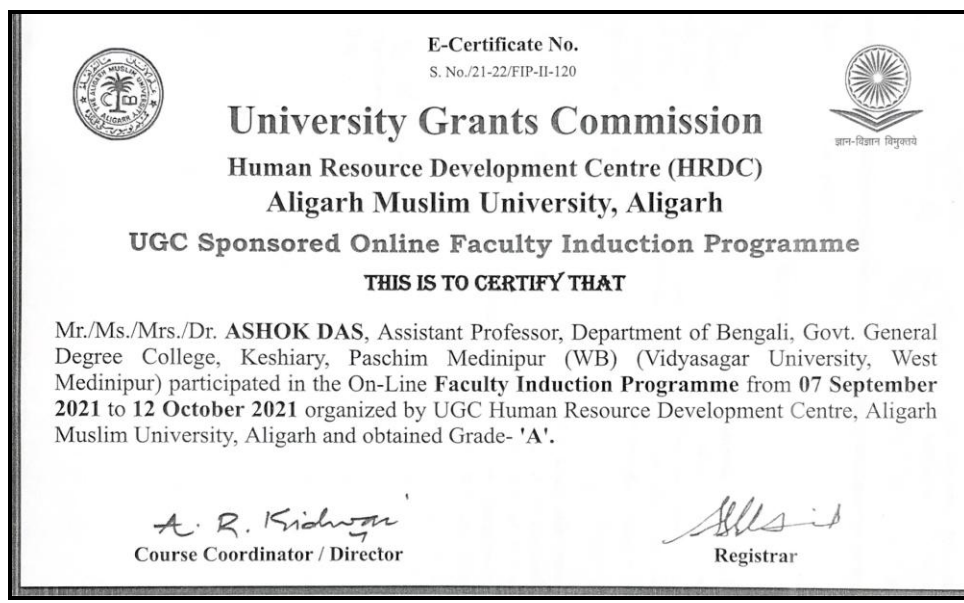 E-Certificate No.
S. No./21-22/FIP-II-120
University Grants Commission
ज्ञान-विज्ञान विमुक्तये
Human Resource Development Centre (HRDC)
Aligarh Muslim University, Aligarh
UGC Sponsored Online Faculty Induction Programme
THIS IS TO CERTIFY THAT
Mr./Ms./Mrs./Dr. ASHOK DAS, Assistant Professor, Department of Bengali, Govt. General
Degree College, Keshiary, Paschim Medinipur (WB) (Vidyasagar University, West
Medinipur) participated in the On-Line Faculty Induction Programme from 07 September
2021 to 12 October 2021 organized by UGC Human Resource Development Centre, Aligarh
Muslim University, Aligarh and obtained Grade- 'A'.
A. R. Kidwai
Course Coordinator / Director
Registrar